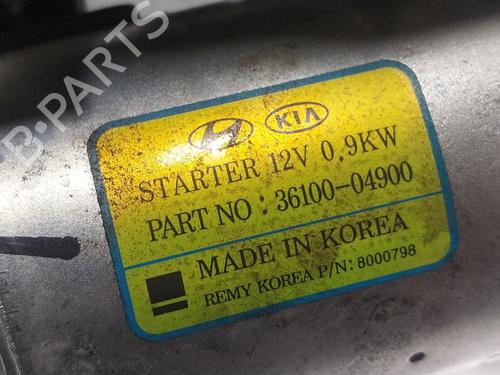 B-PARTS
KIA
STARTER 12V 0.9KW
PART NO : 36100-04900
MADE IN KOREA
REMY KOREA P/N: 8000798